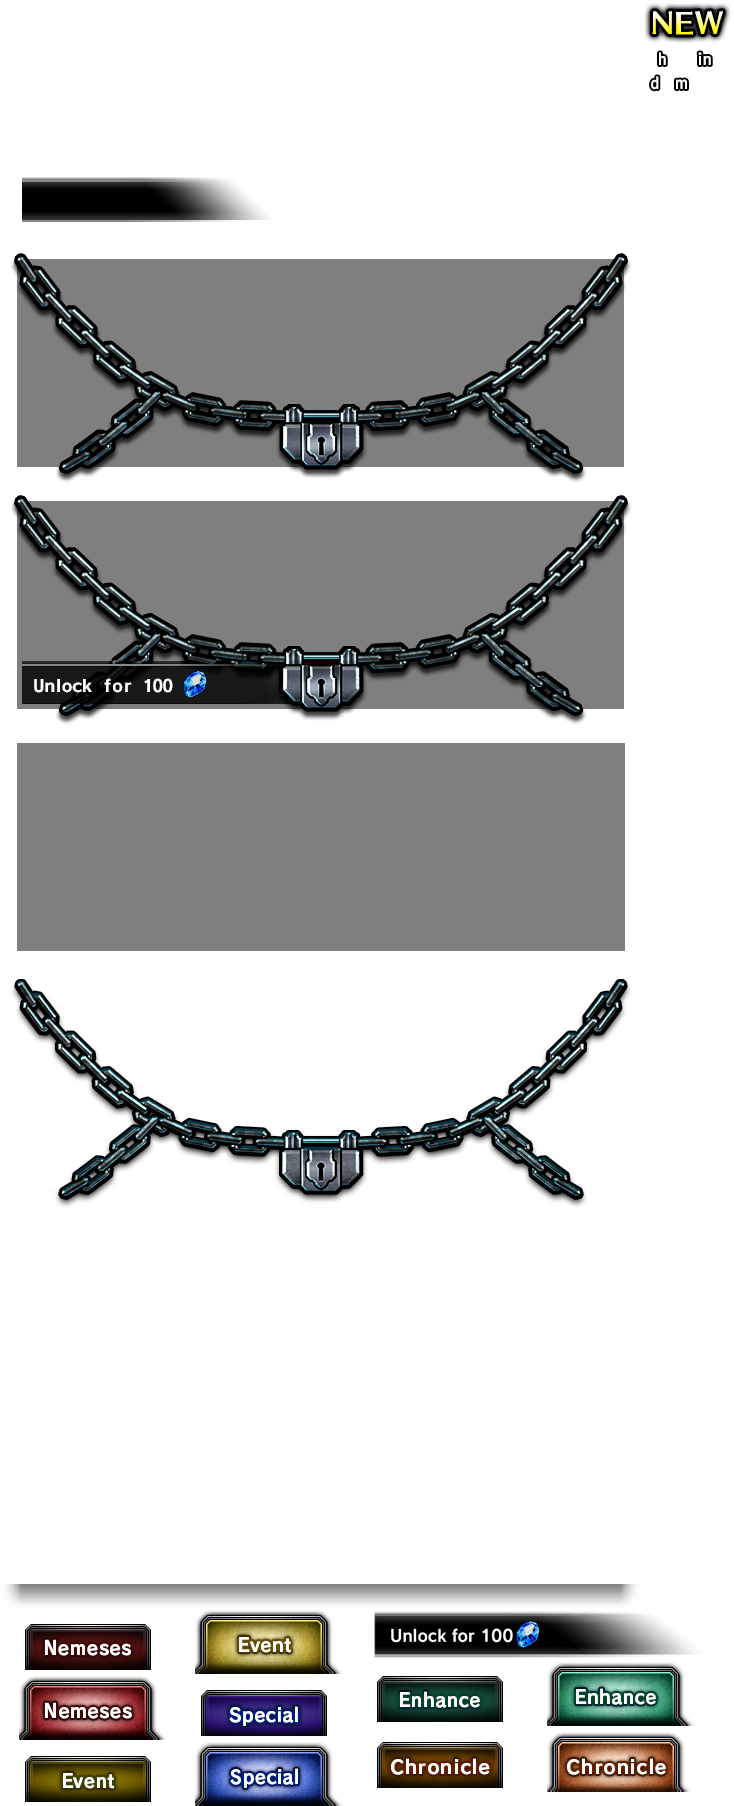 NEW
h in
d m
Unlock for 100
Nemeses
Event
Unlock for 100
Nemeses
Special
Enhance
Enhance
Event
Special
Chronicle
Chronicle